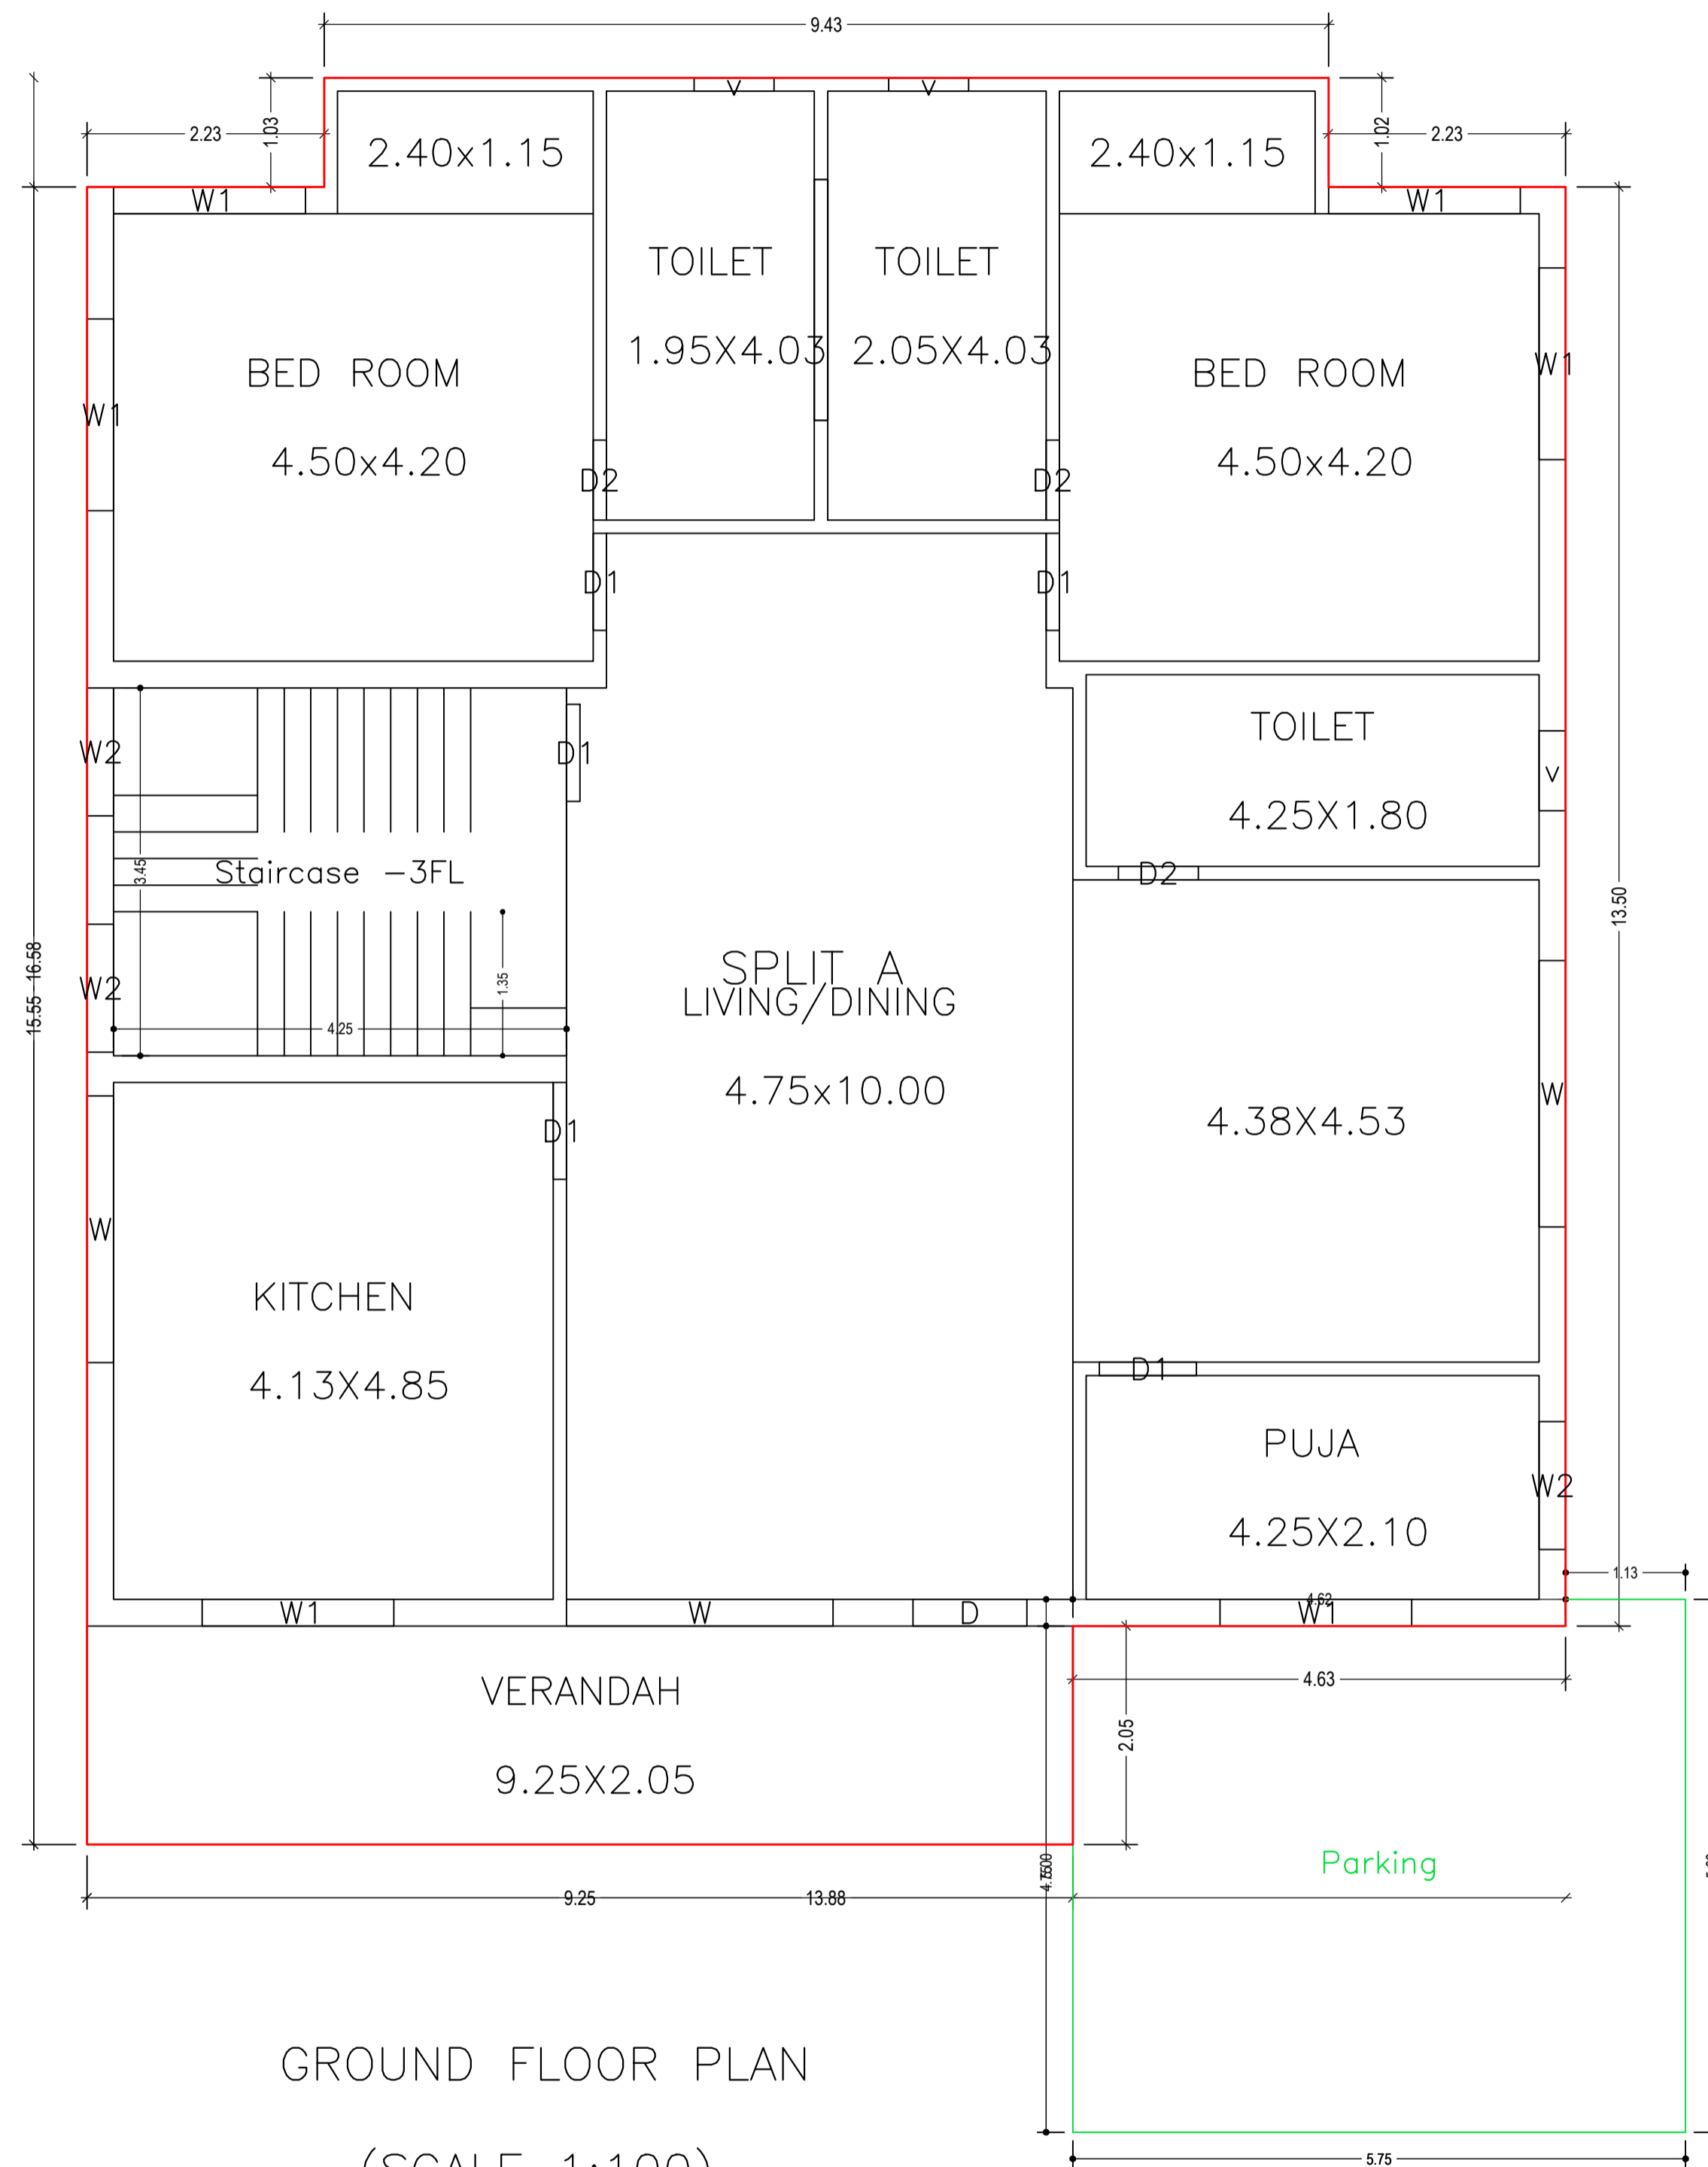 9.43
2.23
1.03
1.02
2.23
V
V
2.40x1.15
2.40x1.15
W1
W1
TOILET
TOILET
1.95X4.03
2.05X4.03
BED ROOM
BED ROOM
W1
W1
4.50x4.20
4.50x4.20
D2
D2
D1
D1
TOILET
W2
D1
V
4.25X1.80
3.45
Staircase -3FL
D2
13.50
15.55
16.58
SPLIT A
LIVING/DINING
W2
1.35
4.25
4.75x10.00
W
D1
4.38X4.53
W
KITCHEN
D1
4.13X4.85
PUJA
W2
4.25X2.10
1.13
4.62
W1
W
D
W1
VERANDAH
4.63
2.05
9.25X2.05
Parking
9.25
13.88
GROUND FLOOR PLAN
(SCALE 1:100)
5.75